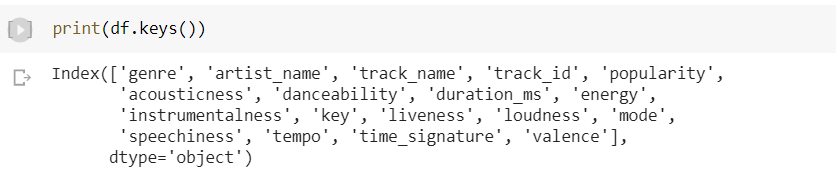 print(df.keys())
Index(['genre', 'artist_name', 'track_name', 'track_id', 'popularity',
'acousticness', 'danceability', 'duration_ms', 'energy',
'instrumentalness', 'key', 'liveness', 'loudness', 'mode',
'speechiness', 'tempo', 'time_signature', 'valence'],
dtype='object')